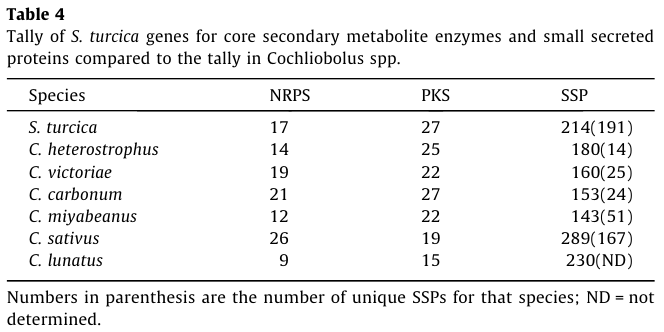 Table 4
Tally of S. turcica genes for core secondary metabolite enzymes and small secreted
proteins compared to the tally in Cochliobolus spp.
Species NRPS PKS SSP
S. turcica 17 27 214(191)
C. heterostrophus 14 25 180(14)
C. victoriae 19 22 160(25)
C. carbonum 21 27 153(24)
C. miyabeanus 12 22 143(51)
C. sativus 26 19 289(167)
C. lunatus 9 15 230(ND)
Numbers in parenthesis are the number of unique SSPs for that species; ND = not
determined.